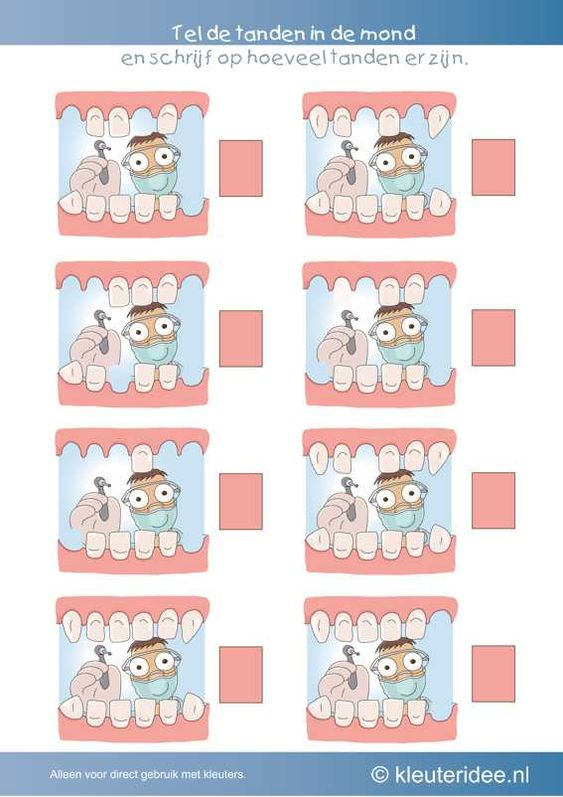 Tel de tanden in de mond
en schrijf op hoeveel tanden er zijn.
Alleen voor direct gebruik met kleuters.
© kleuteridee.nl